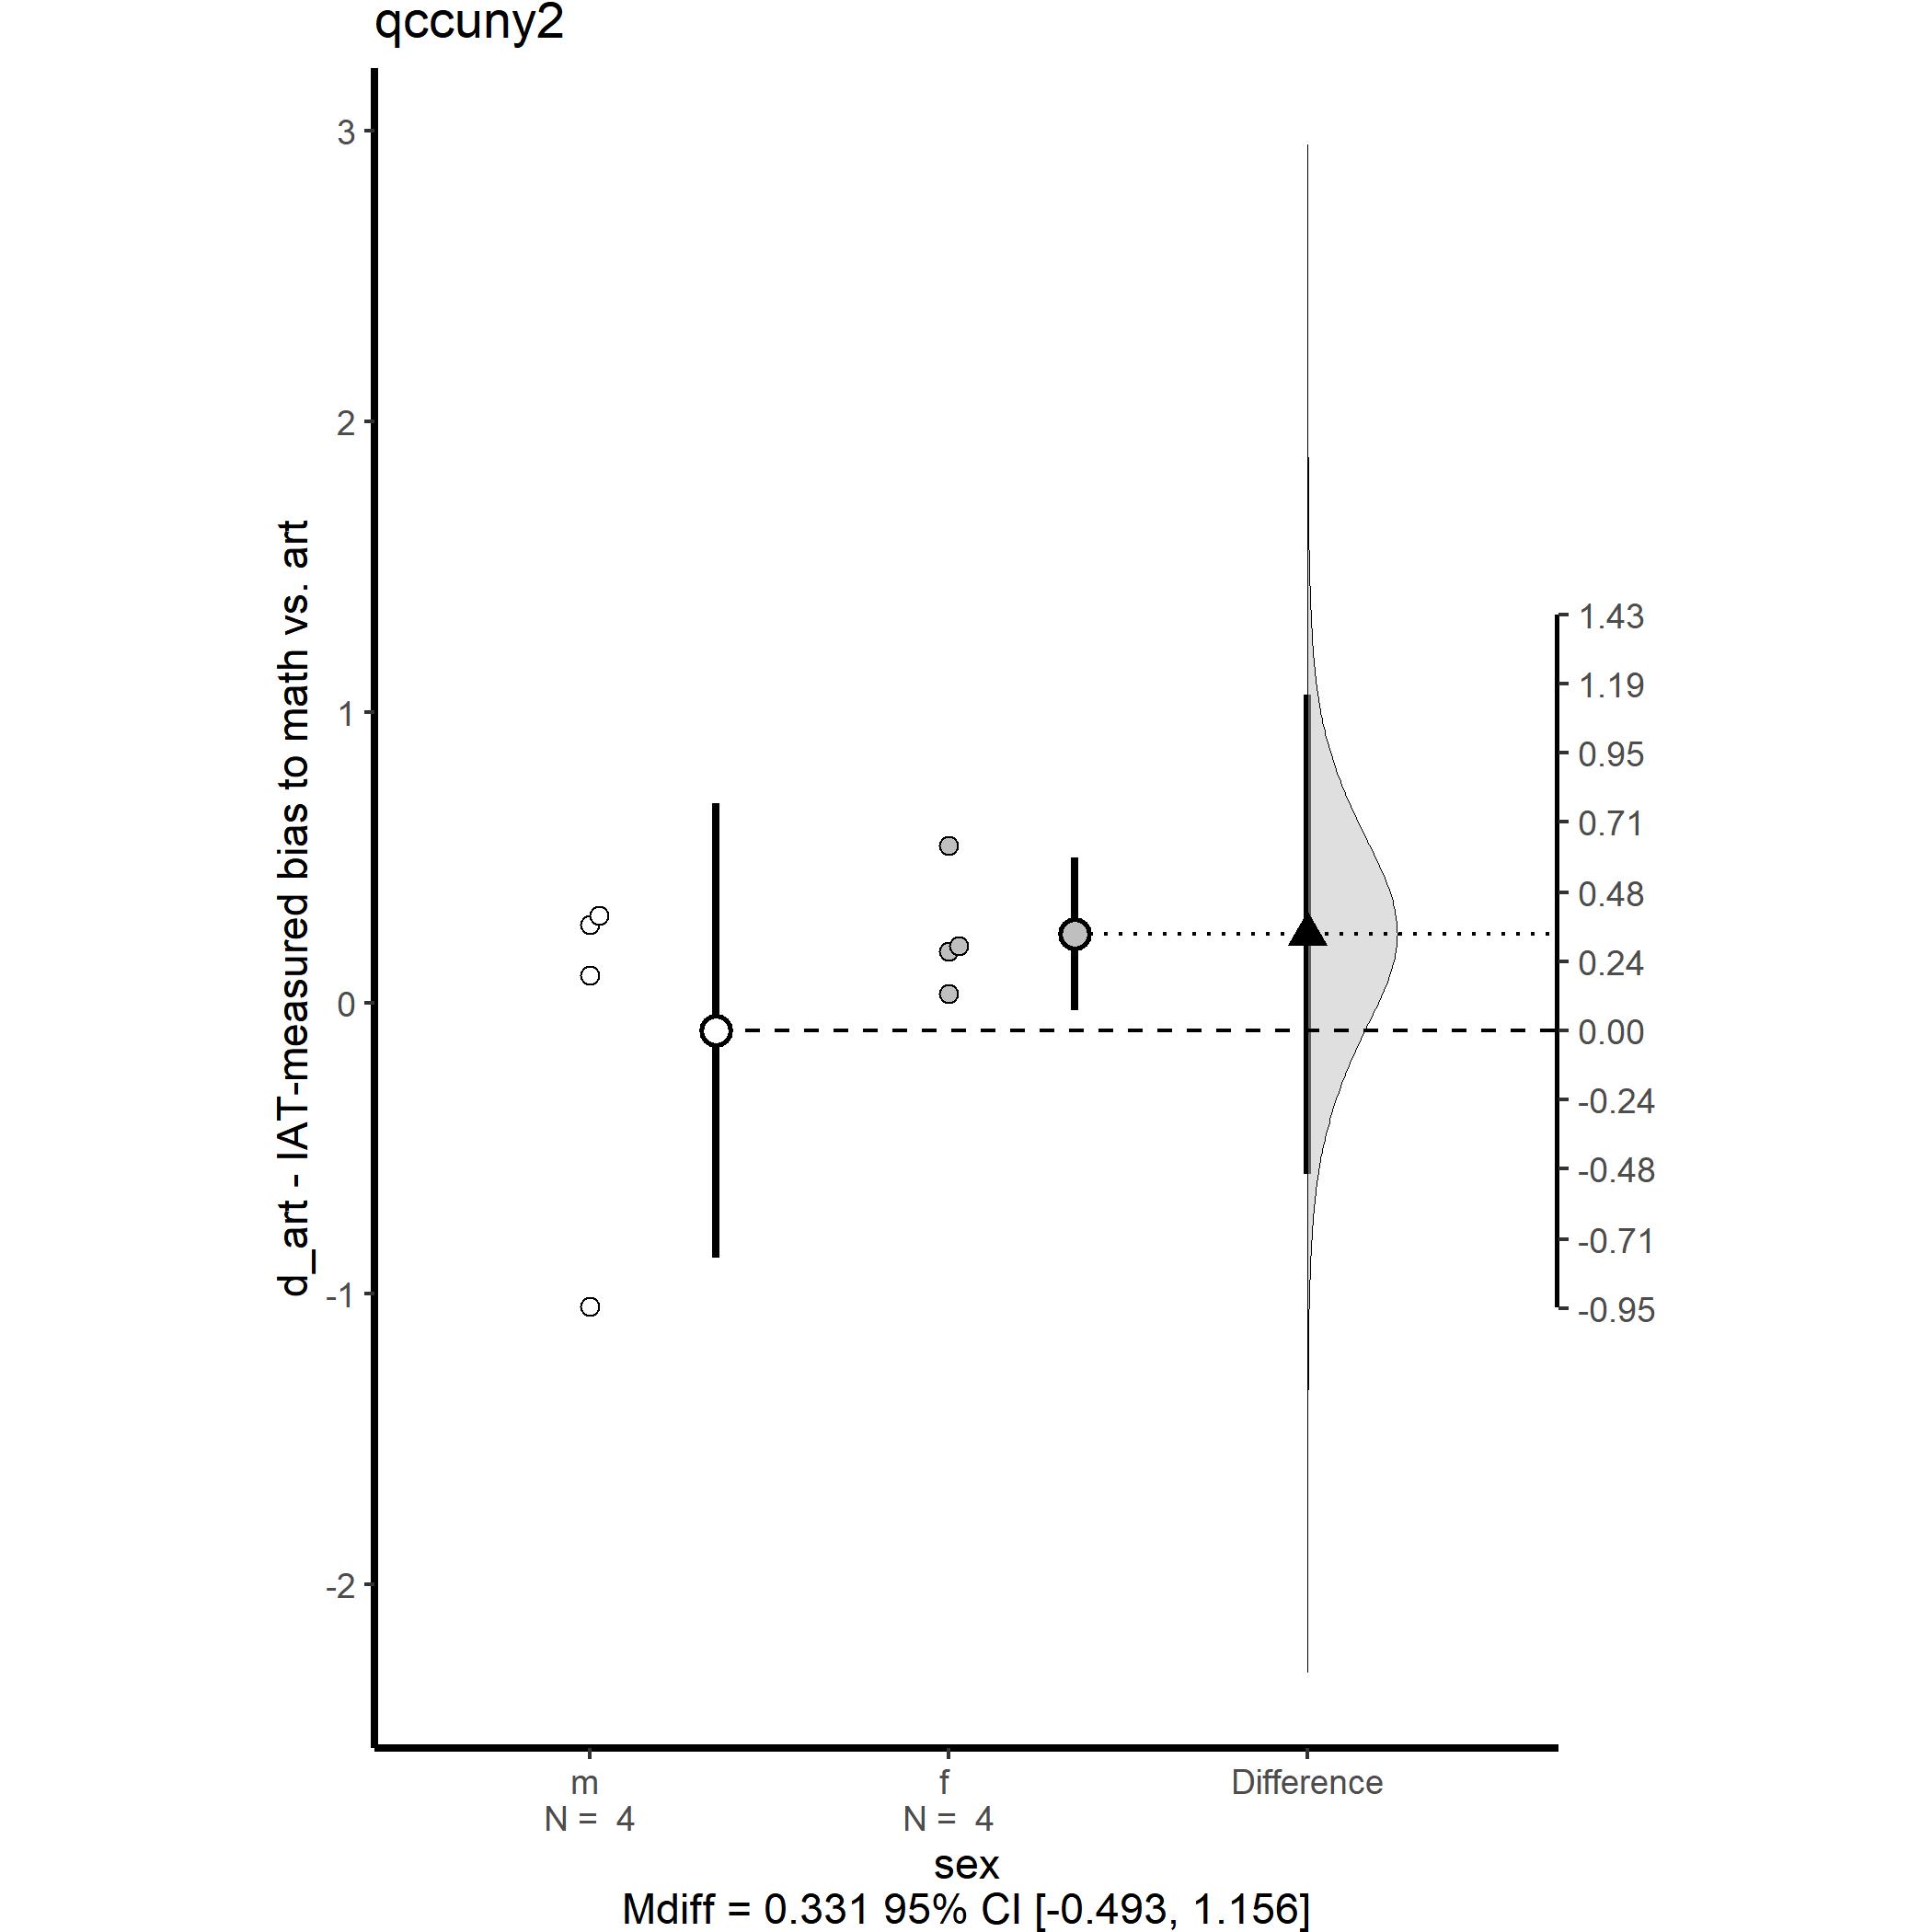 qccuny2
d_art - IAT-measured bias to math vs. art
3
2
1
0
-1
-2
1.43
1.19
0.95
0.71
0.48
0.24
0.00
-0.24
-0.48
-0.71
-0.95
m
N = 4
f
N = 4
Difference
sex
Mdiff = 0.331 95% CI [-0.493, 1.156]